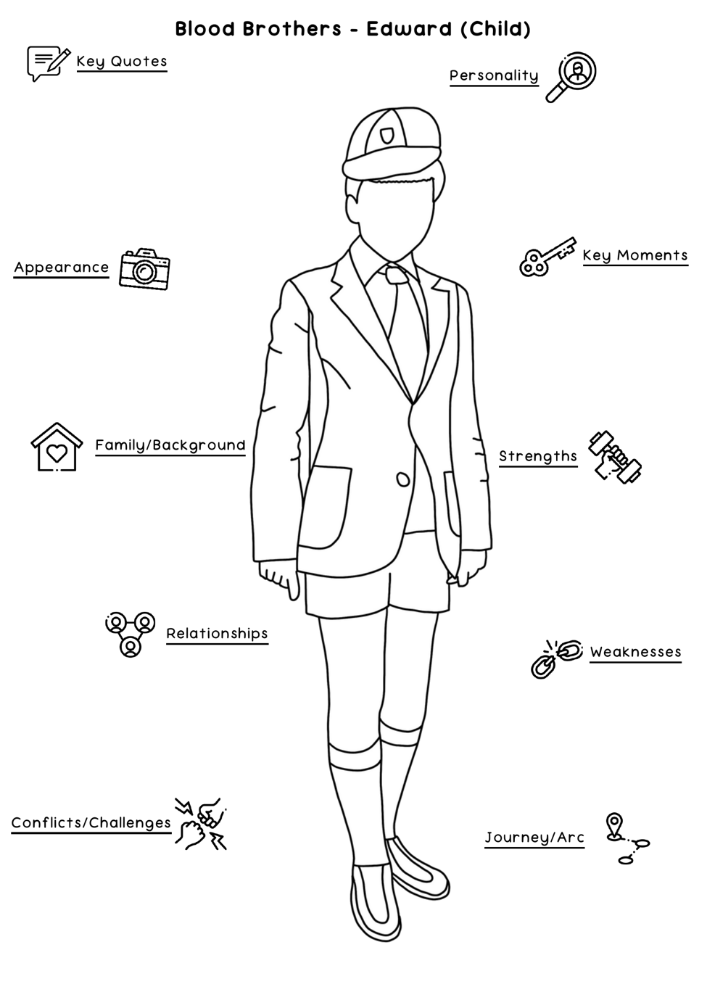 Blood Brothers - Edward (Child)
Key Quotes
Personality
Appearance
Key Moments
Family/Background
Strengths
Relationships
Weaknesses
Conflicts/Challenges
Journey/Arc